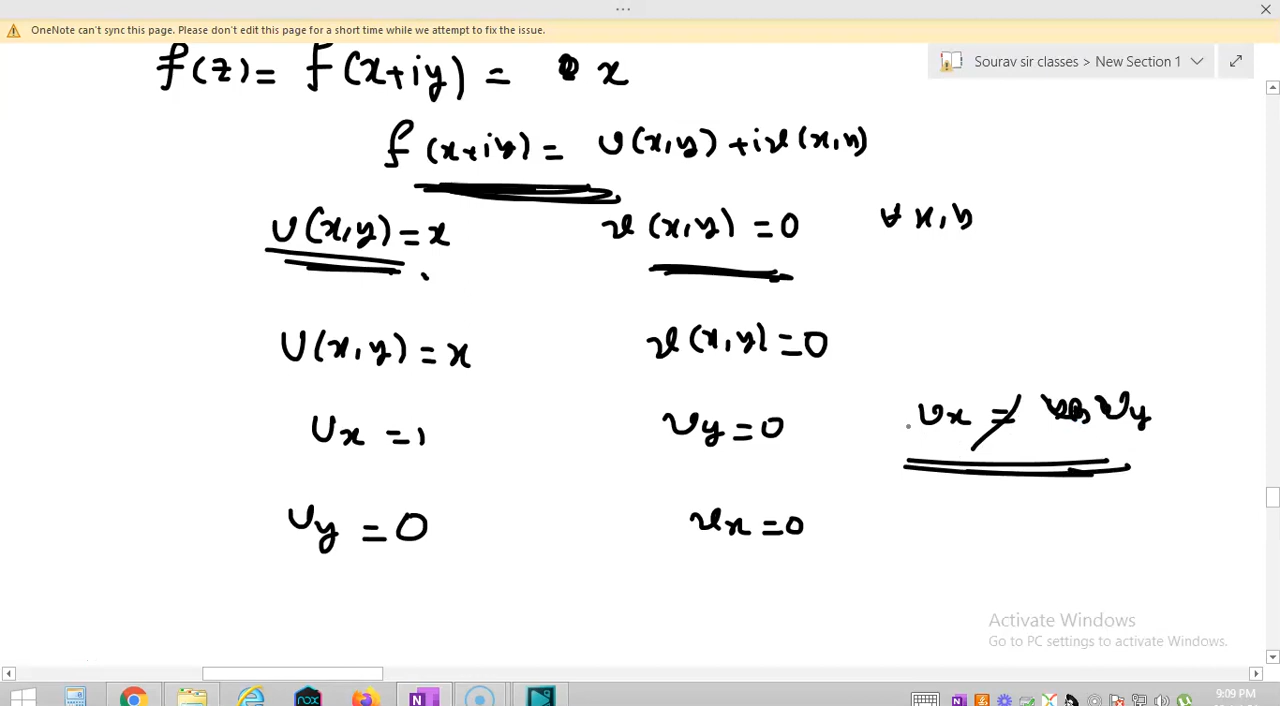 OneNote can't sync this page. Please don't edit this page for a short time while we attempt to fix the issue.
Sourav sir classes > New Section 1
f(z) = f(x+iy) = x
f(x+iy) = u(x,y) + iv(x,y)
u(x,y) = x v(x,y) = 0 ∀ x,y
u(x,y) = x v(x,y) = 0
ux = 1 vy = 0 ux ≠ vy
uy = 0 vx = 0
Activate Windows
Go to PC settings to activate Windows.
9:09 PM